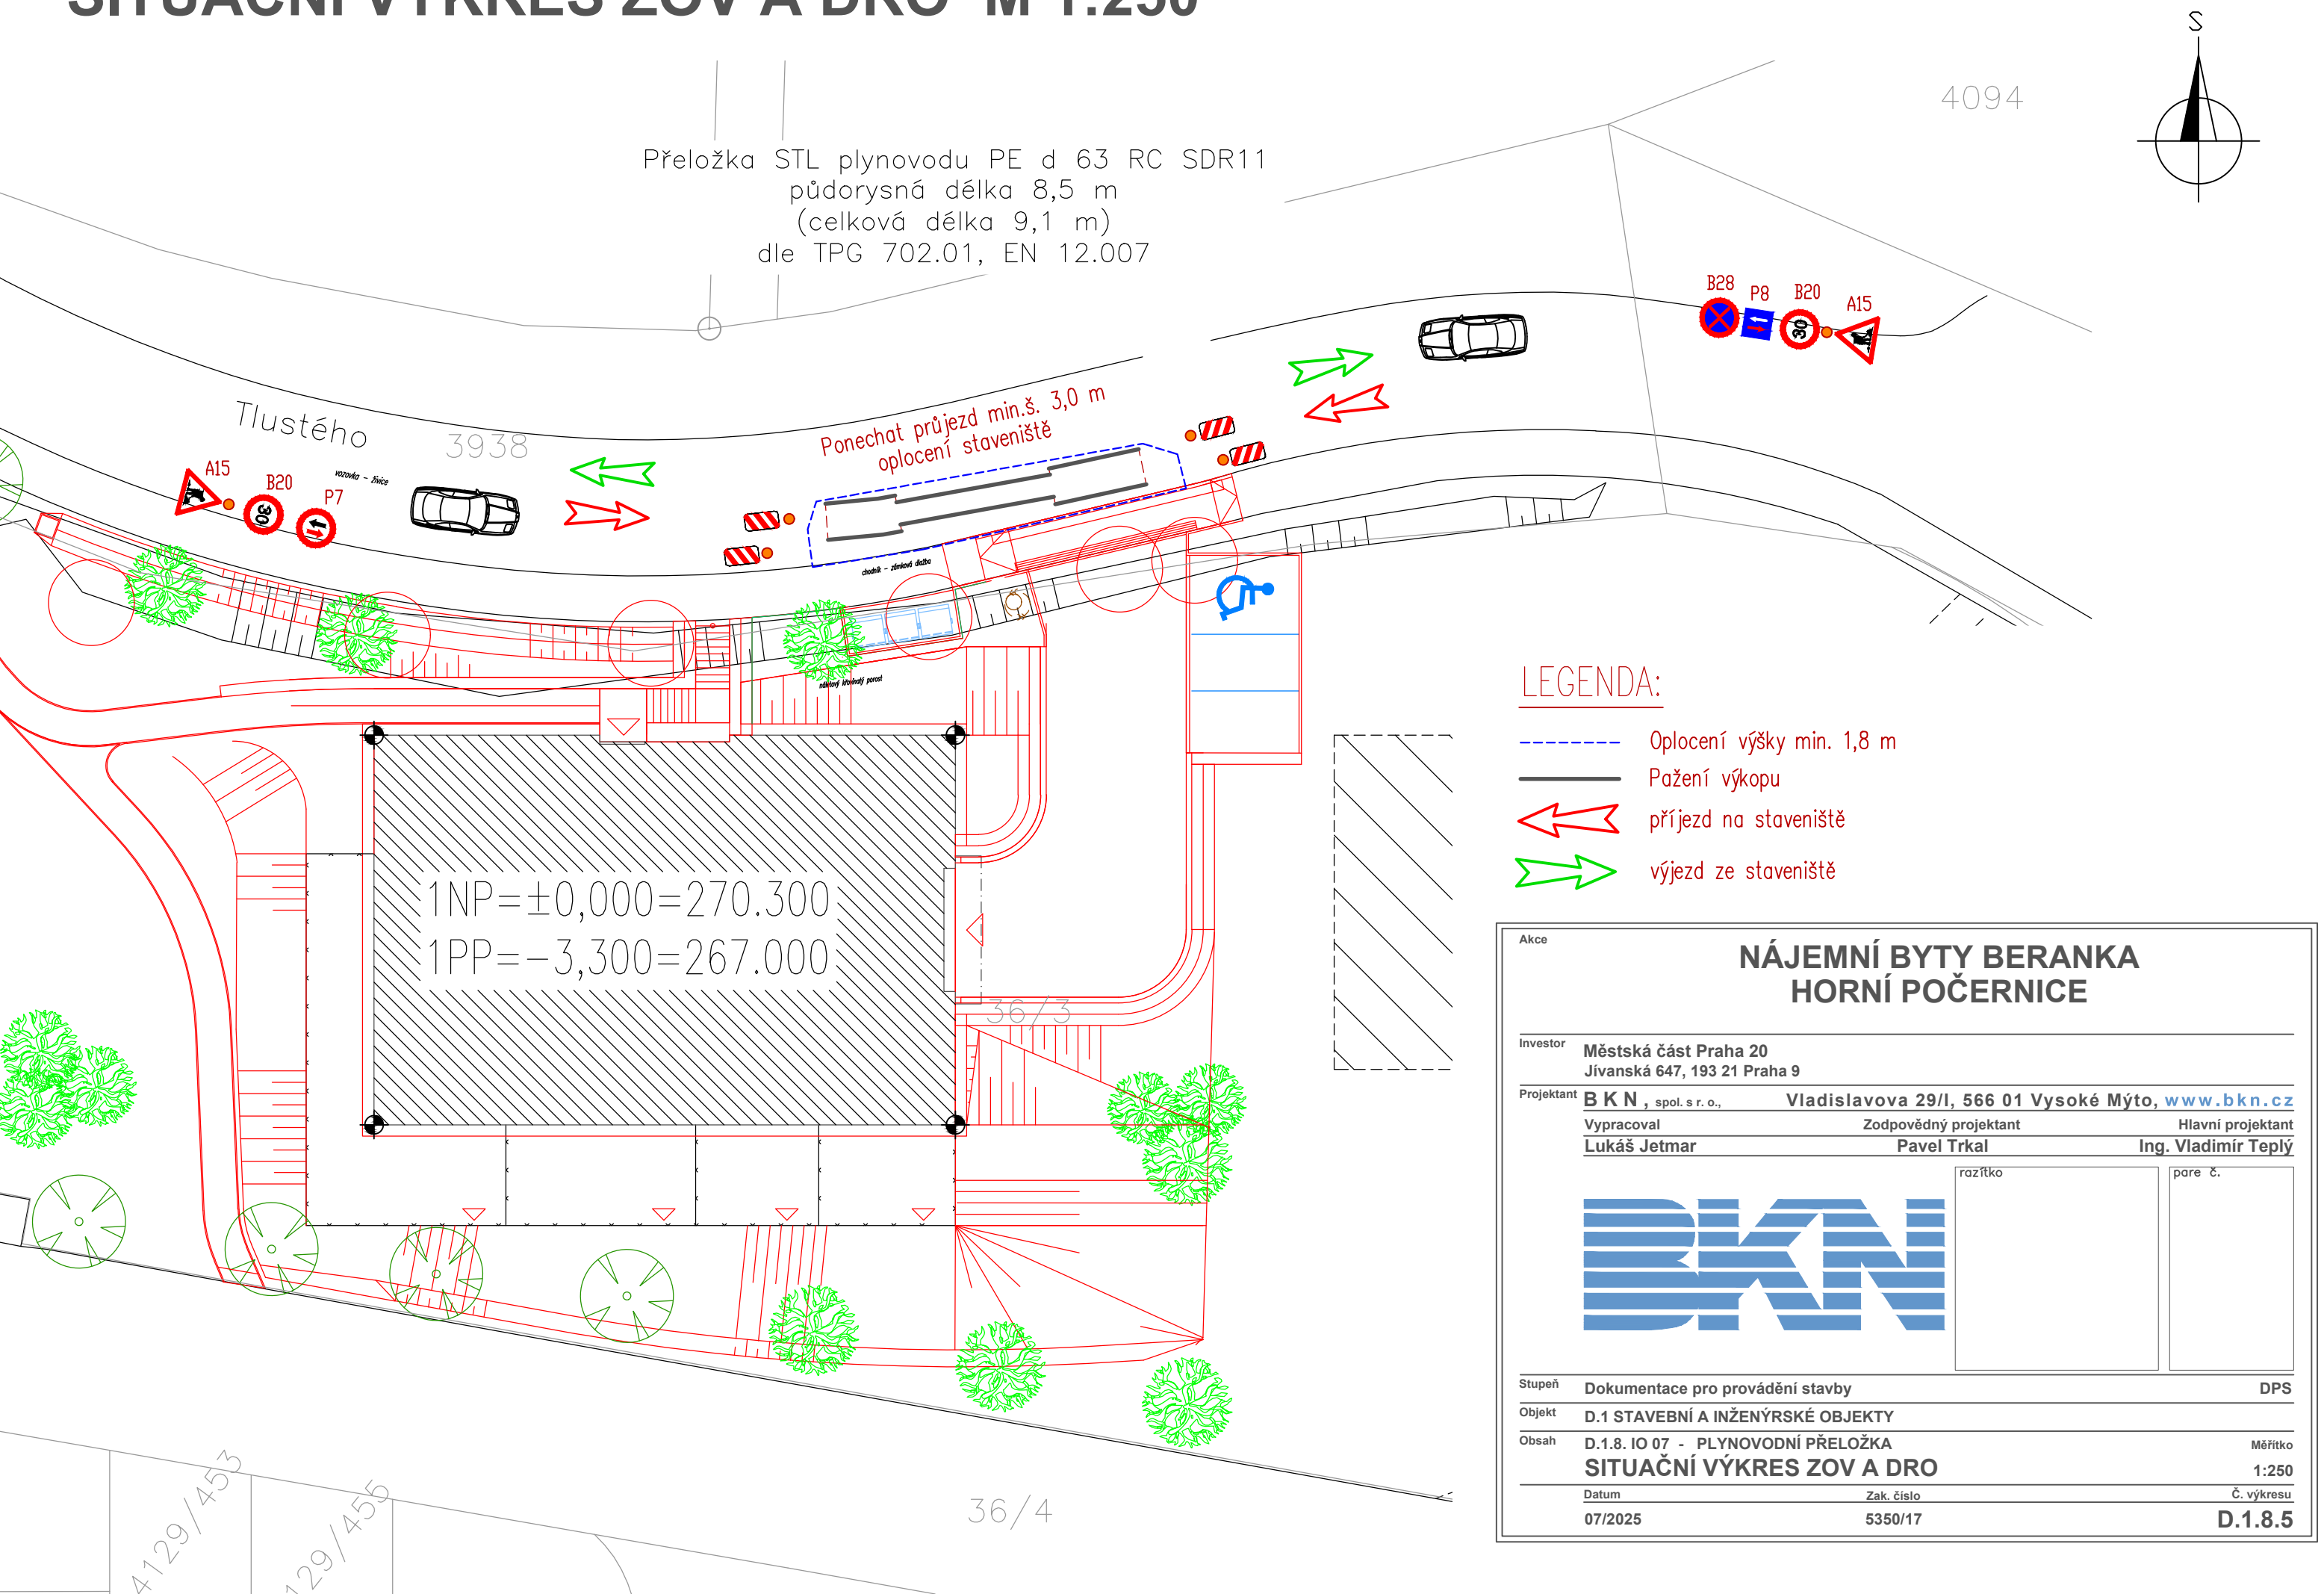 SITUAČNÍ VÝKRES ZOV A DRO M 1:250
S
4094
Přeložka STL plynovodu PE d 63 RC SDR11
půdorysná délka 8,5 m
(celková délka 9,1 m)
dle TPG 702.01, EN 12.007
B28
P8
B20
A15
30
Tlustého
3938
vozovka - živice
Ponechat průjezd min.š. 3,0 m
oplocení staveniště
A15
B20
P7
30
chodník - zámková dlažba
náletový křovinatý porost
LEGENDA:
Oplocení výšky min. 1,8 m
Pažení výkopu
příjezd na staveniště
výjezd ze staveniště
1NP=±0,000=270.300
1PP=-3,300=267.000
36/3
36/4
4129/453
129/455
Akce
NÁJEMNÍ BYTY BERANKA
HORNÍ POČERNICE
Investor
Městská část Praha 20
Jívanská 647, 193 21 Praha 9
Projektant
B K N , spol. s r. o., Vladislavova 29/I, 566 01 Vysoké Mýto, www.bkn.cz
Vypracoval Zodpovědný projektant Hlavní projektant
Lukáš Jetmar Pavel Trkal Ing. Vladimír Teplý
razítko
pare č.
BKN
Stupeň Dokumentace pro provádění stavby DPS
Objekt D.1 STAVEBNÍ A INŽENÝRSKÉ OBJEKTY
Obsah D.1.8. IO 07 - PLYNOVODNÍ PŘELOŽKA Měřítko
SITUAČNÍ VÝKRES ZOV A DRO 1:250
Datum Zak. číslo Č. výkresu
07/2025 5350/17 D.1.8.5